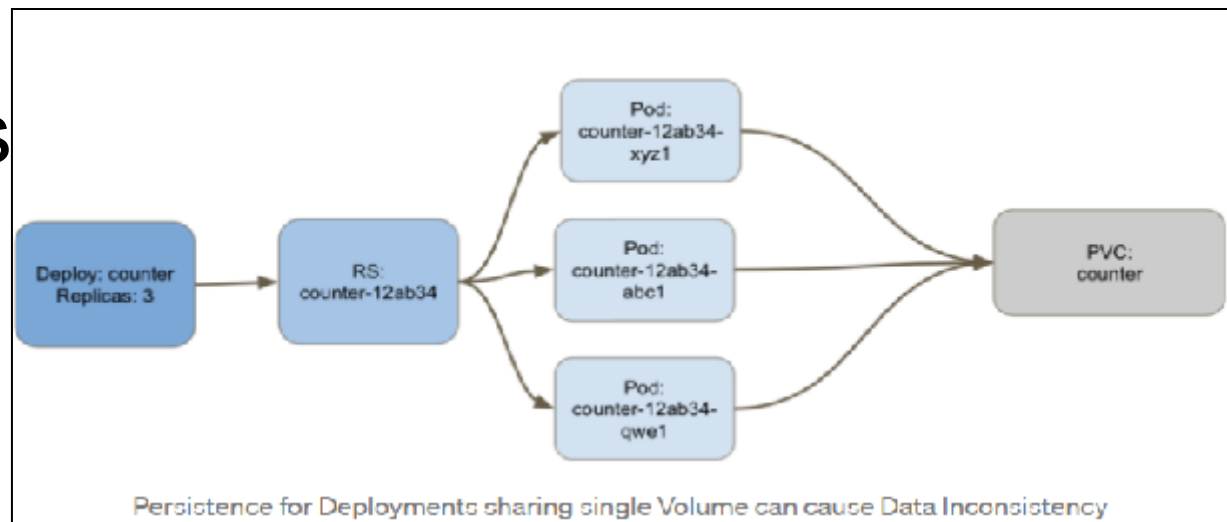 s
Deploy: counter
Replicas: 3
RS:
counter-12ab34
Pod:
counter-12ab34-
xyz1
Pod:
counter-12ab34-
abc1
Pod:
counter-12ab34-
qwe1
PVC:
counter
Persistence for Deployments sharing single Volume can cause Data Inconsistency